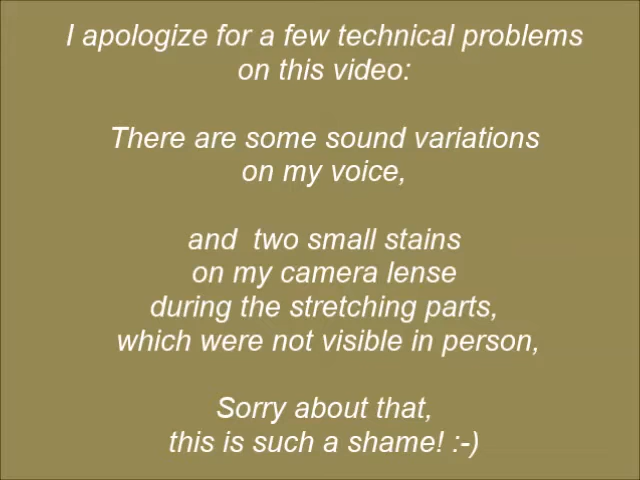 I apologize for a few technical problems
on this video:
There are some sound variations
on my voice,
and  two small stains
on my camera lense
during the stretching parts,
which were not visible in person,
Sorry about that,
this is such a shame! :-)